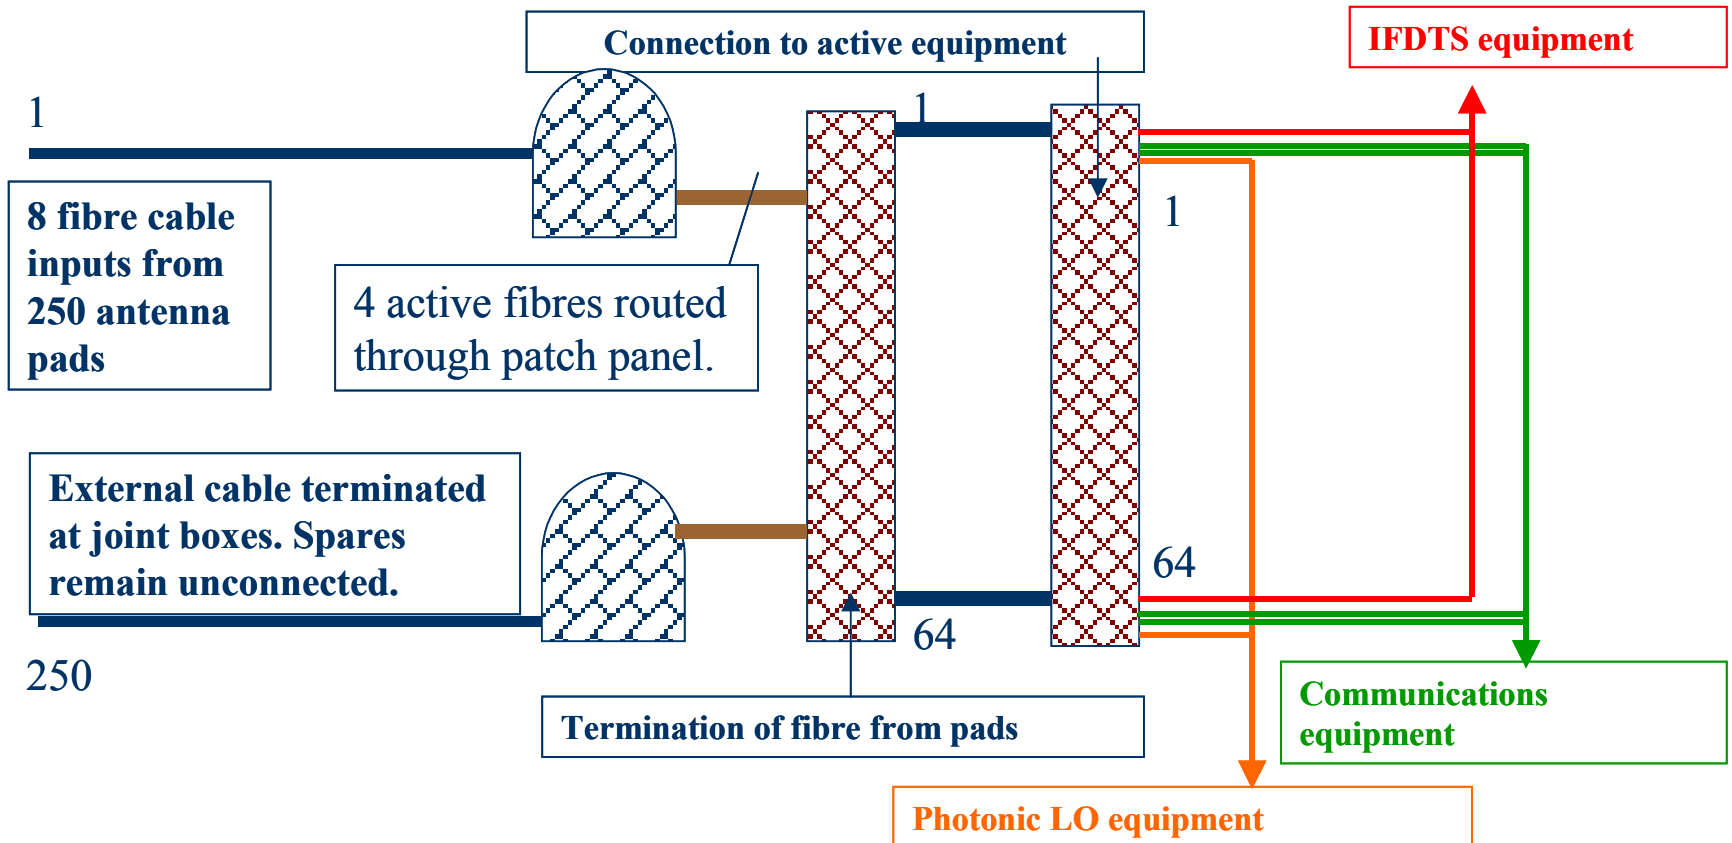 Connection to active equipment
IFDTS equipment
1
1
8 fibre cable
inputs from
250 antenna
pads
1
4 active fibres routed
through patch panel.
External cable terminated
at joint boxes. Spares
remain unconnected.
64
64
250
Termination of fibre from pads
Communications
equipment
Photonic LO equipment